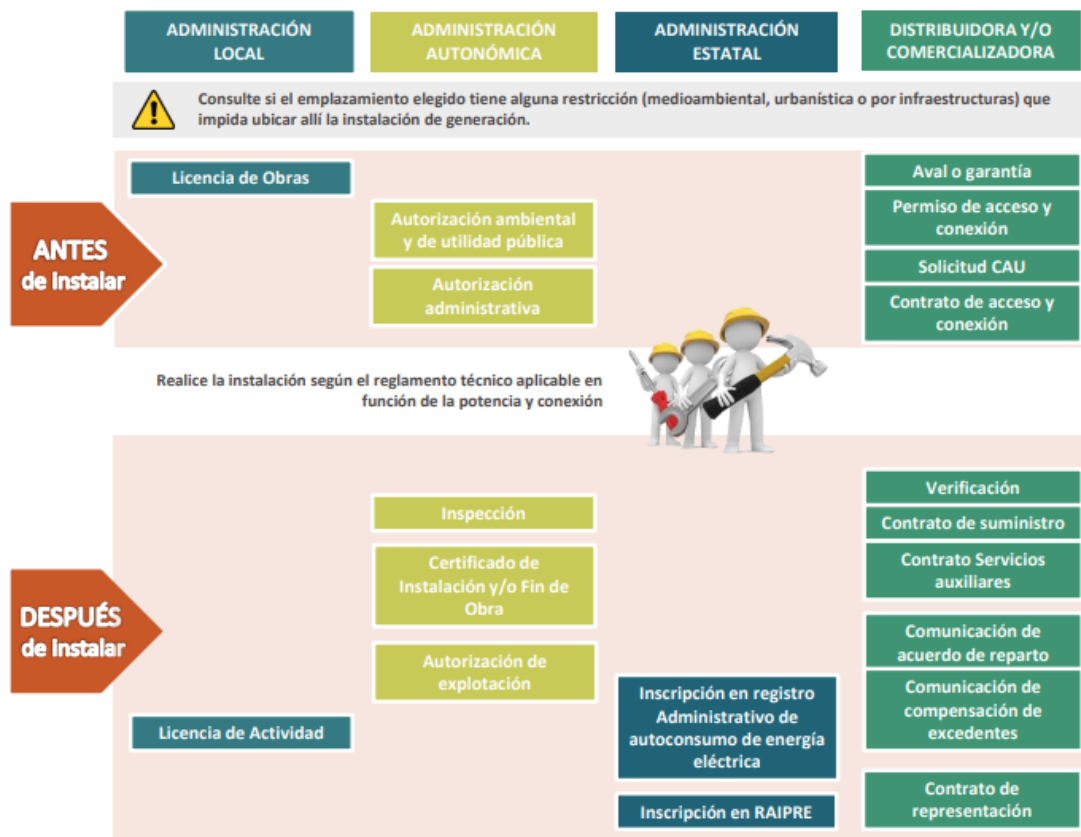 ADMINISTRACIÓN
LOCAL
ADMINISTRACIÓN
AUTONÓMICA
ADMINISTRACIÓN
ESTATAL
DISTRIBUIDORA Y/O
COMERCIALIZADORA
Consulte si el emplazamiento elegido tiene alguna restricción (medioambiental, urbanística o por infraestructuras) que
impida ubicar allí la instalación de generación.
ANTES
de instalar
Licencia de Obras
Autorización ambiental
y de utilidad pública
Autorización
administrativa
Aval o garantía
Permiso de acceso y
conexión
Solicitud CAU
Contrato de acceso y
conexión
Realice la instalación según el reglamento técnico aplicable en
función de la potencia y conexión
DESPUÉS
de instalar
Licencia de Actividad
Inspección
Certificado de
Instalación y/o Fin de
Obra
Autorización de
explotación
Inscripción en registro
Administrativo de
autoconsumo de energía
eléctrica
Inscripción en RAIPRE
Verificación
Contrato de suministro
Contrato Servicios
auxiliares
Comunicación de
acuerdo de reparto
Comunicación de
compensación de
excedentes
Contrato de
representación